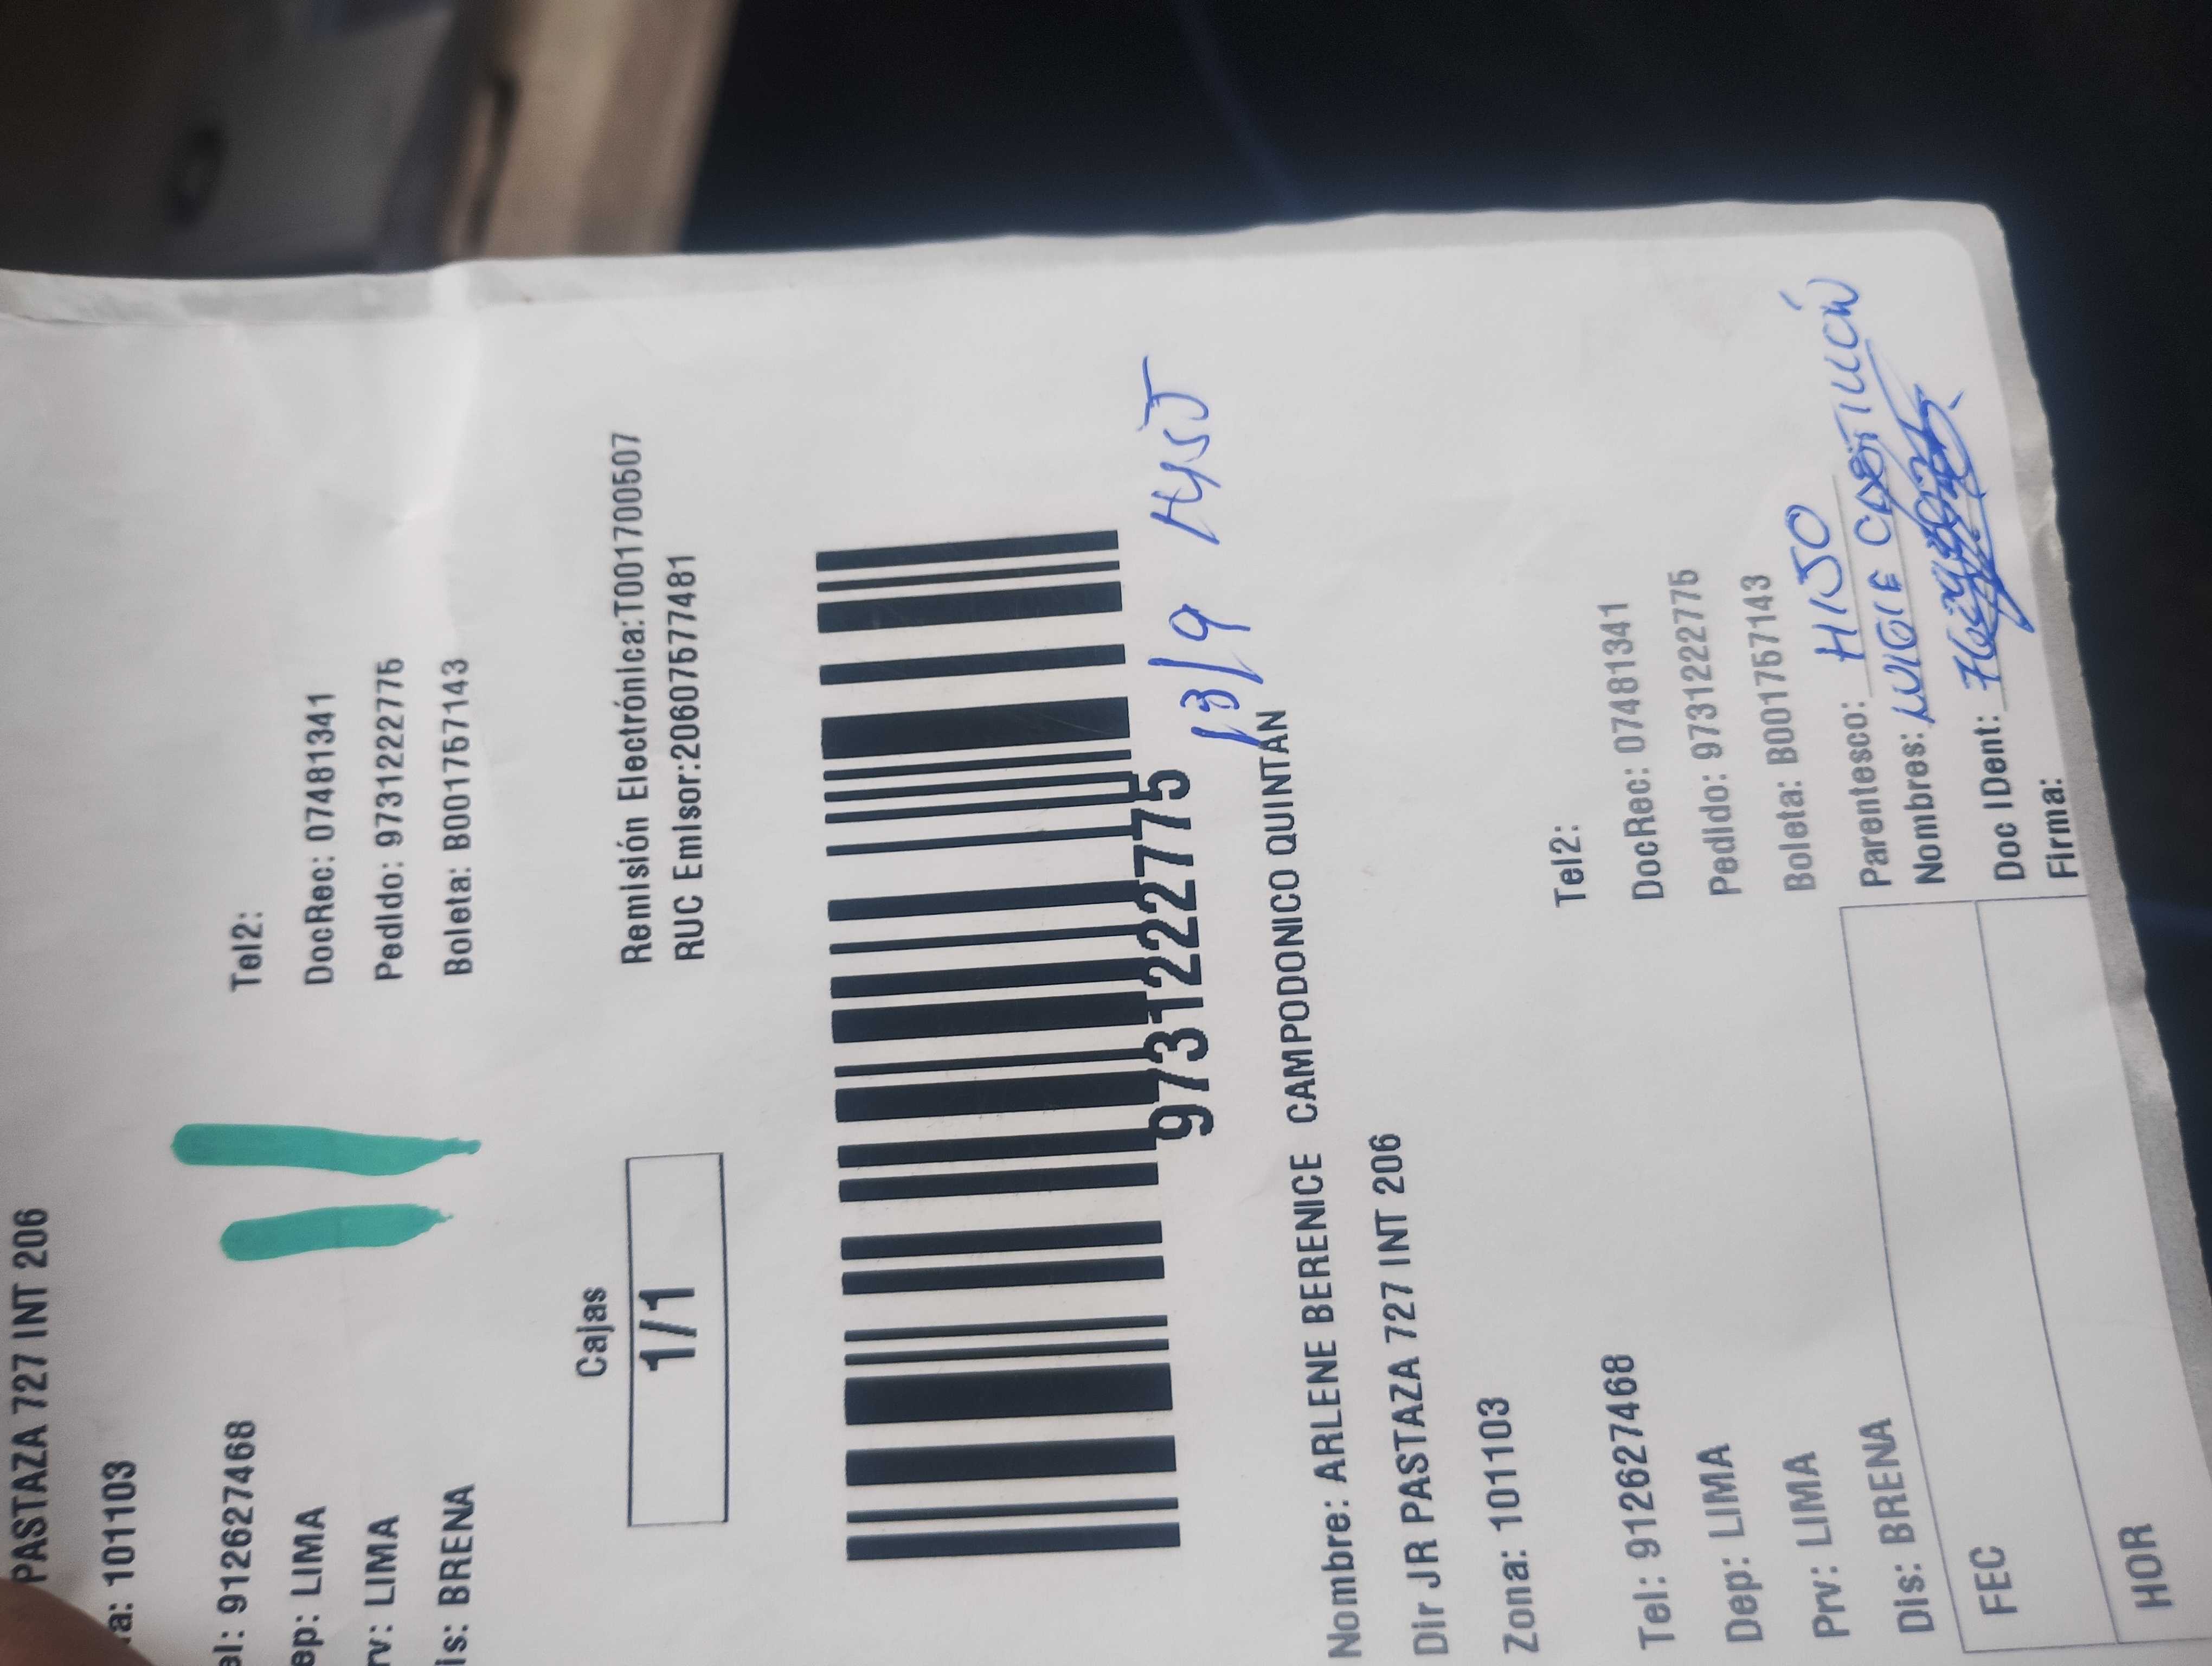 PASTAZA 727 INT 206
a: 101103
el: 912627468
Tel2:
ep: LIMA
DocRec: 07481341
rv: LIMA
Pedido: 9731222775
is: BRENA
Boleta: B001757143
Cajas
1/1
Remisión Electrónica:T001700507
RUC Emisor:20607577481
9731222775
13/9
Nombre: ARLENE BERENICE CAMPODONICO QUINTAN
Dir JR PASTAZA 727 INT 206
Zona: 101103
Tel: 912627468
Tel2:
Dep: LIMA
DocRec: 07481341
Prv: LIMA
Pedido: 9731222775
Dis: BRENA
Boleta: B001757143
Parentesco: HIJO
Nombres: CASTILLÓN
Doc IDent:
Firma:
FEC
HOR